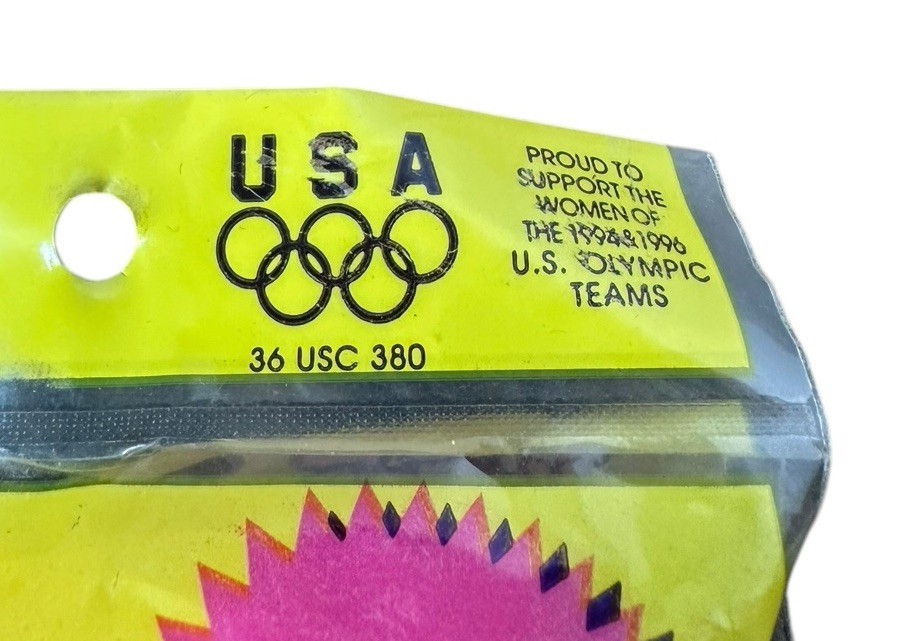 USA
36 USC 380
PROUD TO
SUPPORT THE
WOMEN OF
THE 1994 & 1996
U.S. OLYMPIC
TEAMS